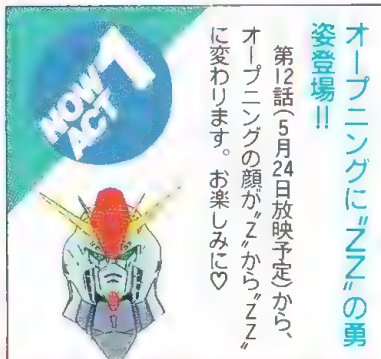 NOW
ACT
1
オープニングに〝ZZ〟の勇
姿登場!!
第12話(5月24日放映予定)から、
オープニングの顔が〝Z〟から〝ZZ〟
に変わります。お楽しみに♡